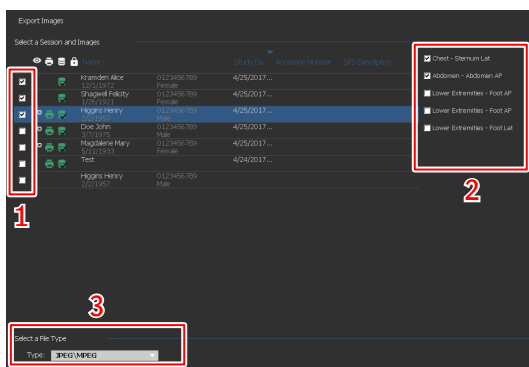 Export Images
Select a Session and Images
Name
Study Da... Accession Number SPS Description
Kramden Alice 0123456789 4/25/2017...
12/1/1972 Female
Shagwell Felicity 0123456789 4/25/2017...
1/26/1921 Female
Higgins Henry 0123456789 4/25/2017...
2/2/1957 Male
Doe John 0123456789 4/25/2017...
3/7/1975 Male
Magdalene Mary 0123456789 4/25/2017...
5/11/1933 Female
Test 4/24/2017...
Higgins Henry 0123456789
2/2/1957 Male
1
Chest - Sternum Lat
Abdomen - Abdomen AP
Lower Extremities - Foot AP
Lower Extremities - Foot AP
Lower Extremities - Foot Lat
2
3
Select a File Type
Type: JPEG\MPEG